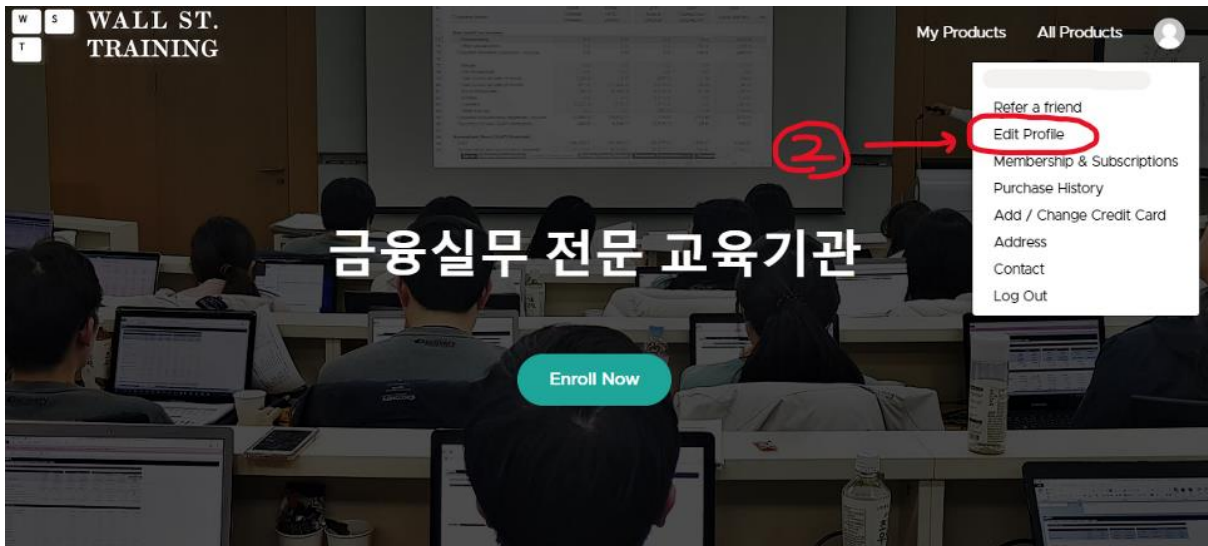 W S
T
WALL ST.
TRAINING
My Products
All Products
Refer a friend
Edit Profile
Membership & Subscriptions
Purchase History
Add / Change Credit Card
Address
Contact
Log Out
②
금융실무 전문 교육기관
Enroll Now